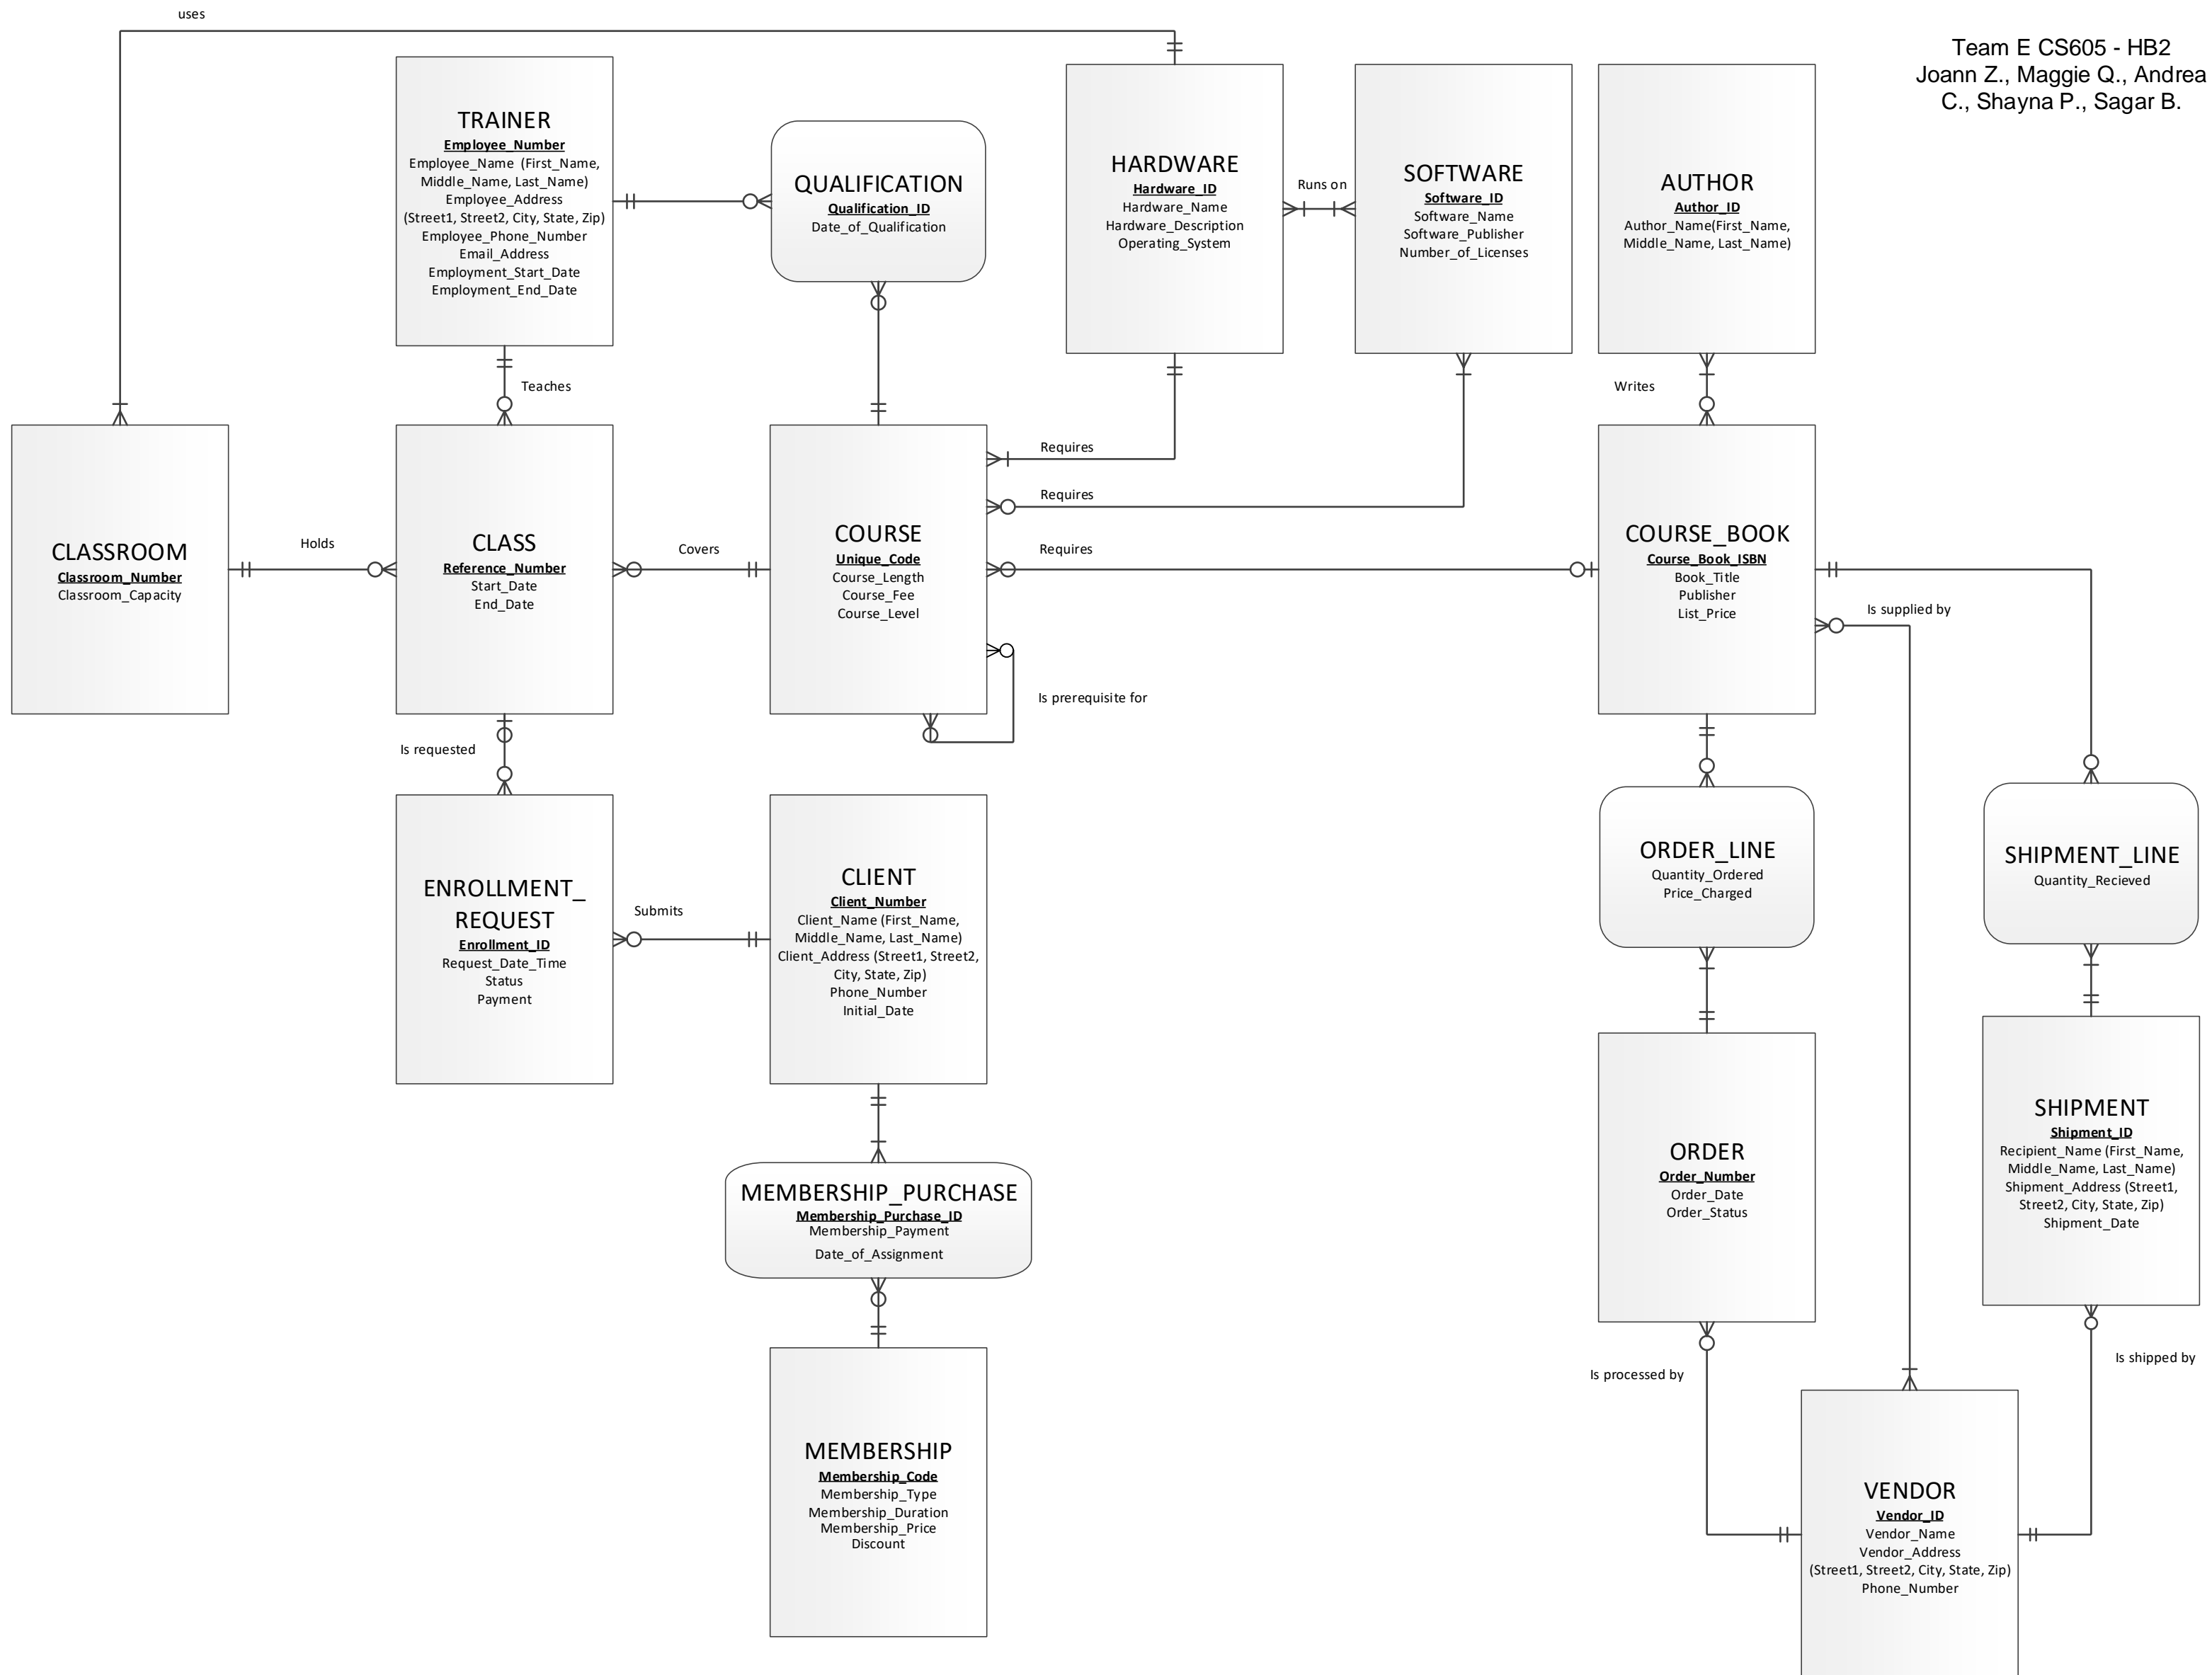 uses
Team E CS605 - HB2
Joann Z., Maggie Q., Andrea
C., Shayna P., Sagar B.
TRAINER
Employee_Number
Employee_Name (First_Name,
Middle_Name, Last_Name)
Employee_Address
(Street1, Street2, City, State, Zip)
Employee_Phone_Number
Email_Address
Employment_Start_Date
Employment_End_Date
QUALIFICATION
Qualification_ID
Date_of_Qualification
HARDWARE
Hardware_ID
Hardware_Name
Hardware_Description
Operating_System
Runs on
SOFTWARE
Software_ID
Software_Name
Software_Publisher
Number_of_Licenses
AUTHOR
Author_ID
Author_Name(First_Name,
Middle_Name, Last_Name)
Teaches
Writes
Requires
Requires
Requires
CLASSROOM
Classroom_Number
Classroom_Capacity
Holds
CLASS
Reference_Number
Start_Date
End_Date
Covers
COURSE
Unique_Code
Course_Length
Course_Fee
Course_Level
COURSE_BOOK
Course_Book_ISBN
Book_Title
Publisher
List_Price
Is supplied by
Is prerequisite for
Is requested
ENROLLMENT_
REQUEST
Enrollment_ID
Request_Date_Time
Status
Payment
Submits
CLIENT
Client_Number
Client_Name (First_Name,
Middle_Name, Last_Name)
Client_Address (Street1, Street2,
City, State, Zip)
Phone_Number
Initial_Date
ORDER_LINE
Quantity_Ordered
Price_Charged
SHIPMENT_LINE
Quantity_Recieved
MEMBERSHIP_PURCHASE
Membership_Purchase_ID
Membership_Payment
Date_of_Assignment
ORDER
Order_Number
Order_Date
Order_Status
SHIPMENT
Shipment_ID
Recipient_Name (First_Name,
Middle_Name, Last_Name)
Shipment_Address (Street1,
Street2, City, State, Zip)
Shipment_Date
Is processed by
Is shipped by
MEMBERSHIP
Membership_Code
Membership_Type
Membership_Duration
Membership_Price
Discount
VENDOR
Vendor_ID
Vendor_Name
Vendor_Address
(Street1, Street2, City, State, Zip)
Phone_Number